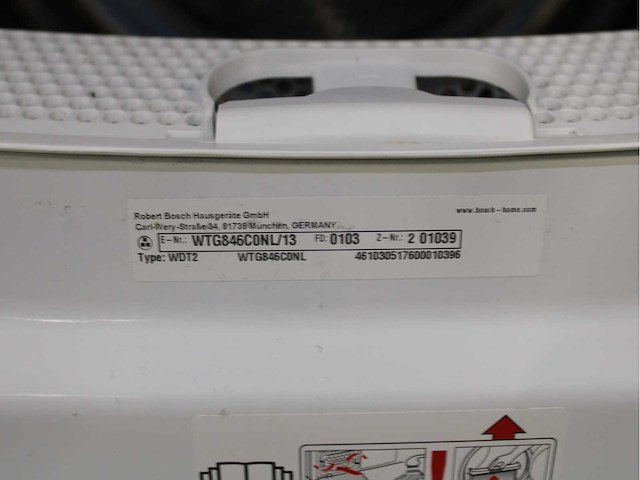 Robert Bosch Hausgeräte GmbH
www.bosch-home.com
Carl-Wery-Straße 34, 81739 München, GERMANY
E-Nr.: WTG846C0NL/13 FD: 0103 Z-Nr.: 2 01039
Type: WDT2 WTG846C0NL 461030517600010396